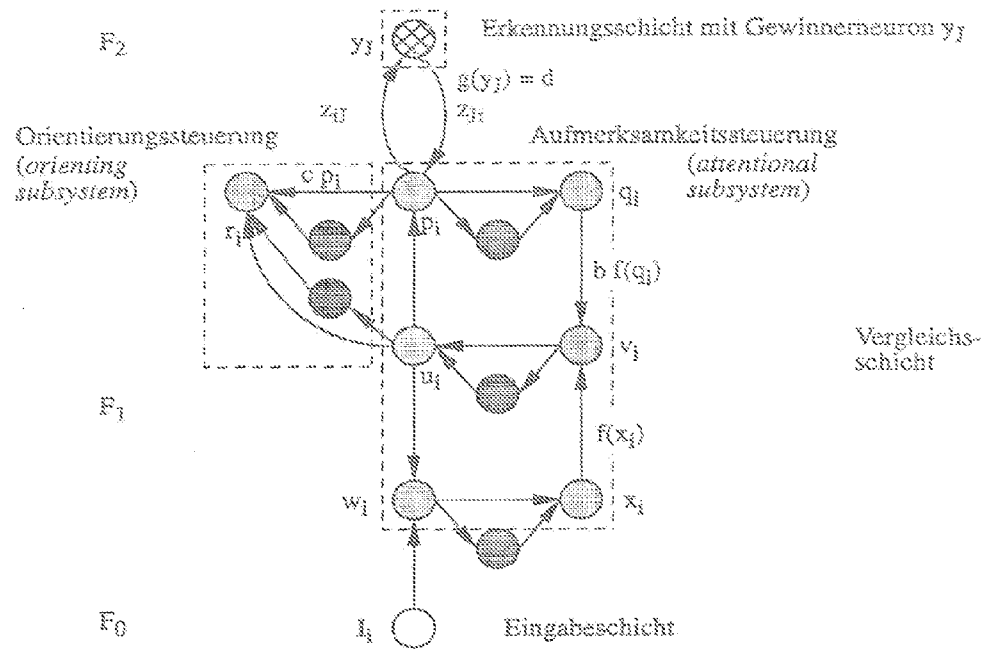 F2
yJ
Erkennungsschicht mit Gewinnerneuron yJ
g(yJ) = d
ziJ
zJi
Orientierungssteuerung
(orienting
subsystem)
Aufmerksamkeitssteuerung
(attentional
subsystem)
c pi
ri
pi
qi
b f(qi)
ui
vi
Vergleichs-
schicht
F1
f(xi)
wi
xi
F0
Ii
Eingabeschicht